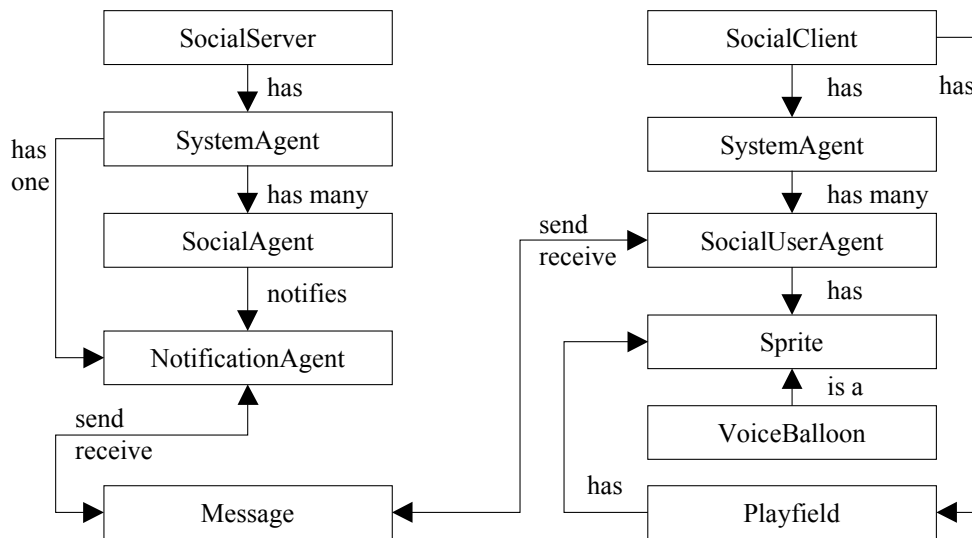 SocialServer
has
SystemAgent
has
one
has many
SocialAgent
notifies
NotificationAgent
send
receive
Message
send
receive
SocialClient
has
has
SystemAgent
has many
SocialUserAgent
has
Sprite
is a
VoiceBalloon
has
Playfield